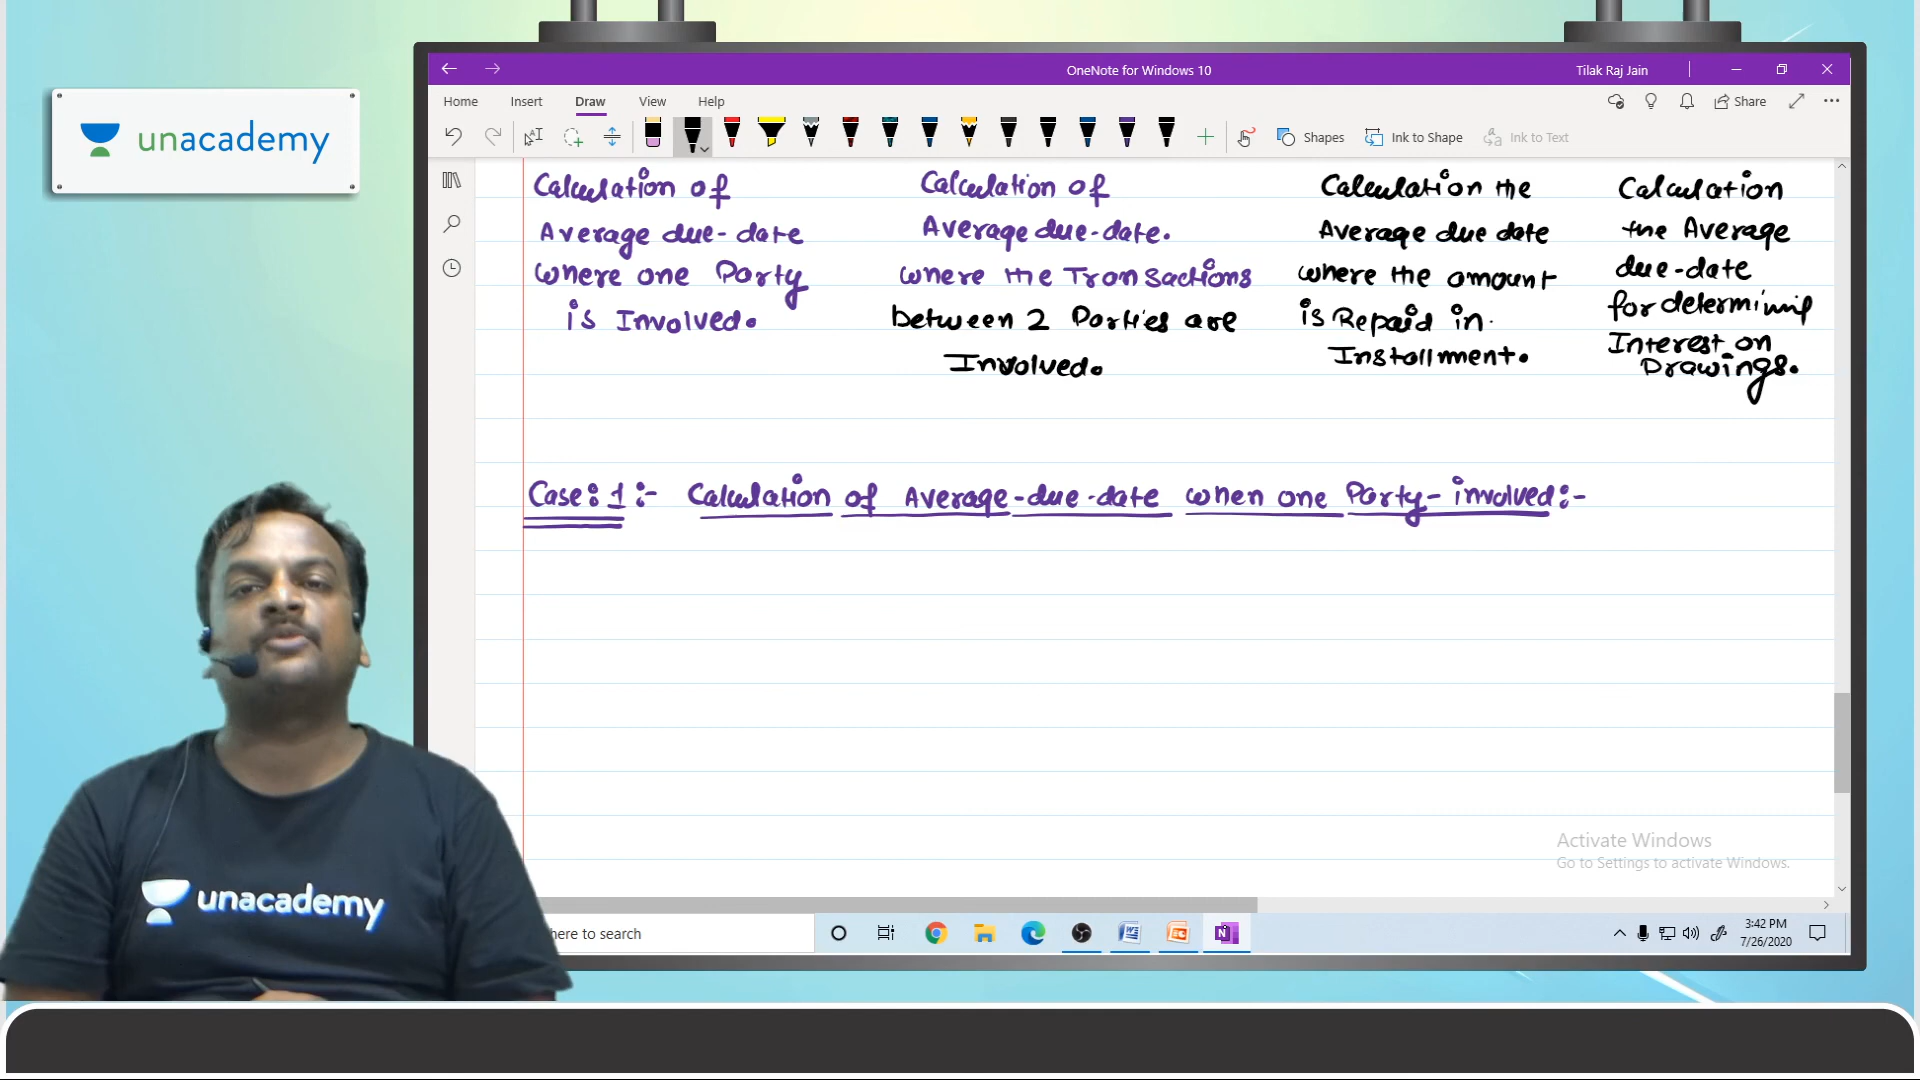 unacademy
OneNote for Windows 10
Tilak Raj Jain
Home Insert Draw View Help
Share
Shapes Ink to Shape Ink to Text
Calculation of
Average due-date
where one Party
is Involved.
Calculation of
Average due-date.
where the Transactions
between 2 Parties are
Involved.
Calculation the
Average due date
where the amount
is Repaid in
Installment.
Calculation
the Average
due-date
for determining
Interest on
Drawings.
Case:1:- Calculation of Average-due-date when one Party-involved:-
Activate Windows
Go to Settings to activate Windows.
unacademy
here to search
3:42 PM
7/26/2020